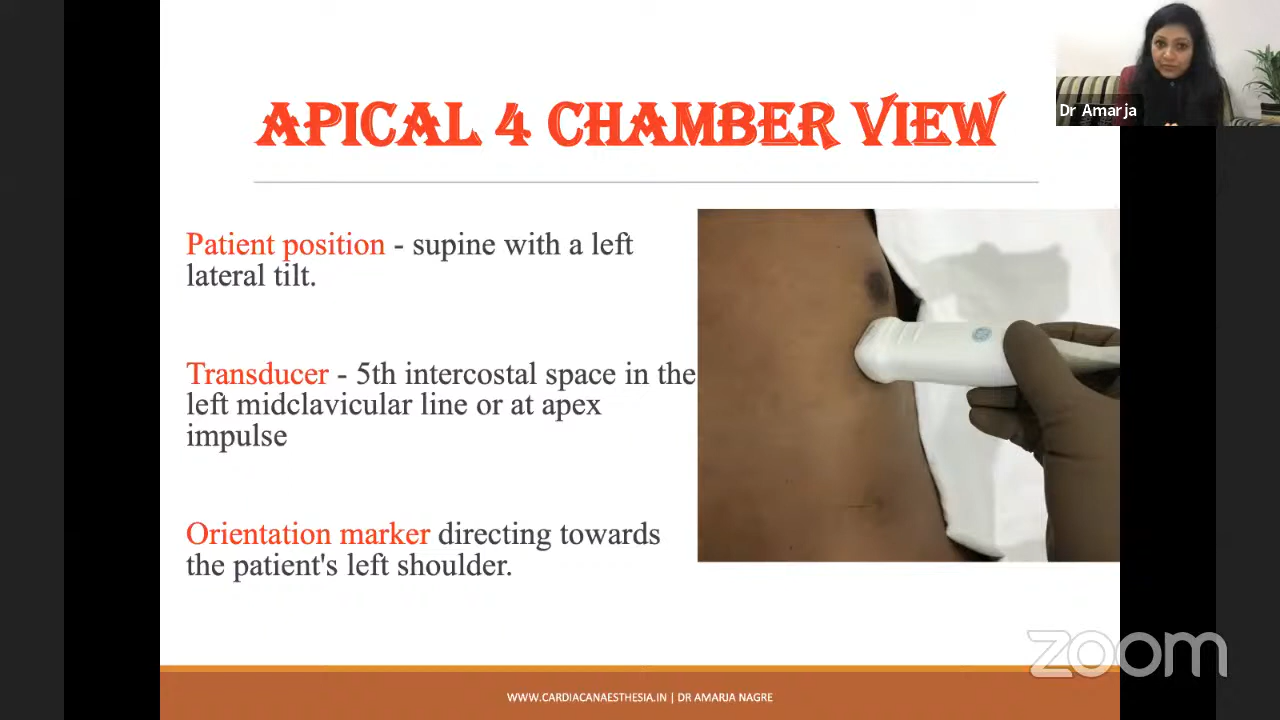 APICAL 4 CHAMBER VIEW
Dr Amarja
Patient position - supine with a left
lateral tilt.
Transducer - 5th intercostal space in the
left midclavicular line or at apex
impulse
Orientation marker directing towards
the patient's left shoulder.
zoom
WWW.CARDIACANAESTHESIA.IN | DR AMARJA NAGRE